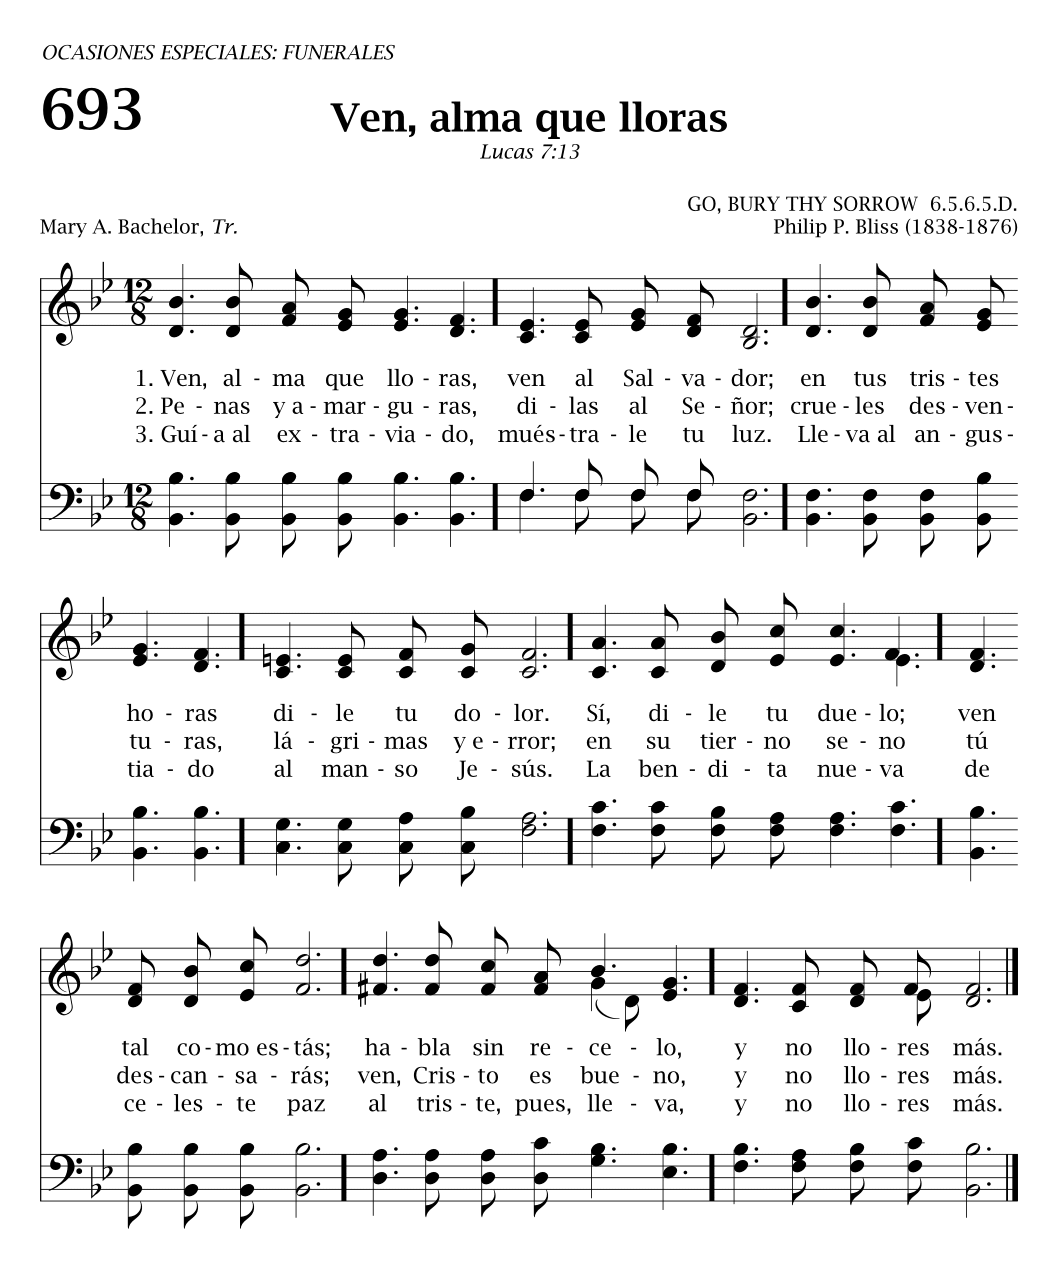 OCASIONES ESPECIALES: FUNERALES
693
Ven, alma que lloras
Lucas 7:13
GO, BURY THY SORROW 6.5.6.5.D.
Mary A. Bachelor, Tr.
Philip P. Bliss (1838-1876)
12
8
1. Ven, al - ma que llo - ras, ven al Sal - va - dor; en tus tris - tes
2. Pe - nas y a - mar - gu - ras, di - las al Se - ñor; crue - les des - ven -
3. Guí - a al ex - tra - via - do, mués - tra - le tu luz. Lle - va al an - gus -
12
8
ho - ras di - le tu do - lor. Sí, di - le tu due - lo; ven
tu - ras, lá - gri - mas y e - rror; en su tier - no se - no tú
tia - do al man - so Je - sús. La ben - di - ta nue - va de
tal co - mo es - tás; ha - bla sin re - ce - lo, y no llo - res más.
des - can - sa - rás; ven, Cris - to es bue - no, y no llo - res más.
ce - les - te paz al tris - te, pues, lle - va, y no llo - res más.